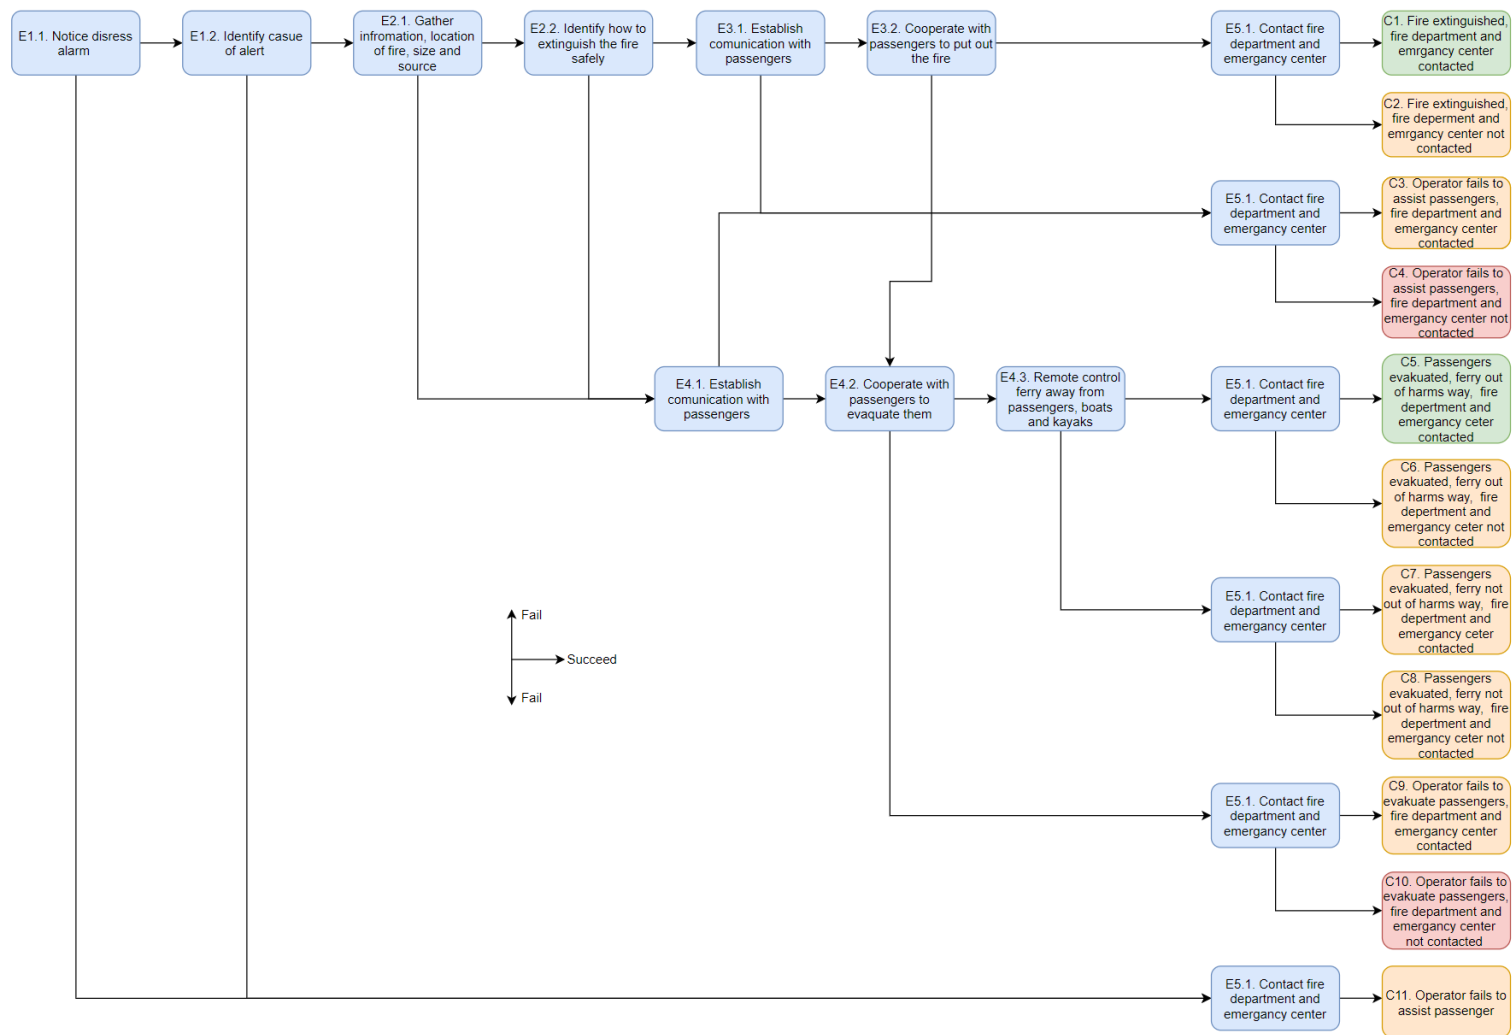 E1.1. Notice disress
alarm
E1.2. Identify casue
of alert
E2.1. Gather
infromation, location
of fire, size and
source
E2.2. Identify how to
extinguish the fire
safely
E3.1. Establish
comunication with
passengers
E3.2. Cooperate with
passengers to put out
the fire
E5.1. Contact fire
department and
emergancy center
C1. Fire extinguished,
fire department and
emrgancy center
contacted
C2. Fire extinguished,
fire deperment and
emrgancy center not
contacted
E5.1. Contact fire
department and
emergancy center
C3. Operator fails to
assist passengers,
fire department and
emergancy center
contacted
C4. Operator fails to
assist passengers,
fire department and
emergancy center not
contacted
E4.1. Establish
comunication with
passengers
E4.2. Cooperate with
passengers to
evaquate them
E4.3. Remote control
ferry away from
passengers, boats
and kayaks
E5.1. Contact fire
department and
emergancy center
C5. Passengers
evakuated, ferry out
of harms way, fire
depertment and
emergancy ceter
contacted
C6. Passengers
evakuated, ferry out
of harms way, fire
depertment and
emergancy ceter not
contacted
Fail
Succeed
Fail
E5.1. Contact fire
department and
emergancy center
C7. Passengers
evakuated, ferry not
out of harms way, fire
depertment and
emergancy ceter
contacted
C8. Passengers
evakuated, ferry not
out of harms way, fire
depertment and
emergancy ceter not
contacted
E5.1. Contact fire
department and
emergancy center
C9. Operator fails to
evakuate passengers,
fire department and
emergancy center
contacted
C10. Operator fails to
evakuate passengers,
fire department and
emergancy center
not contacted
E5.1. Contact fire
department and
emergancy center
C11. Operator fails to
assist passenger